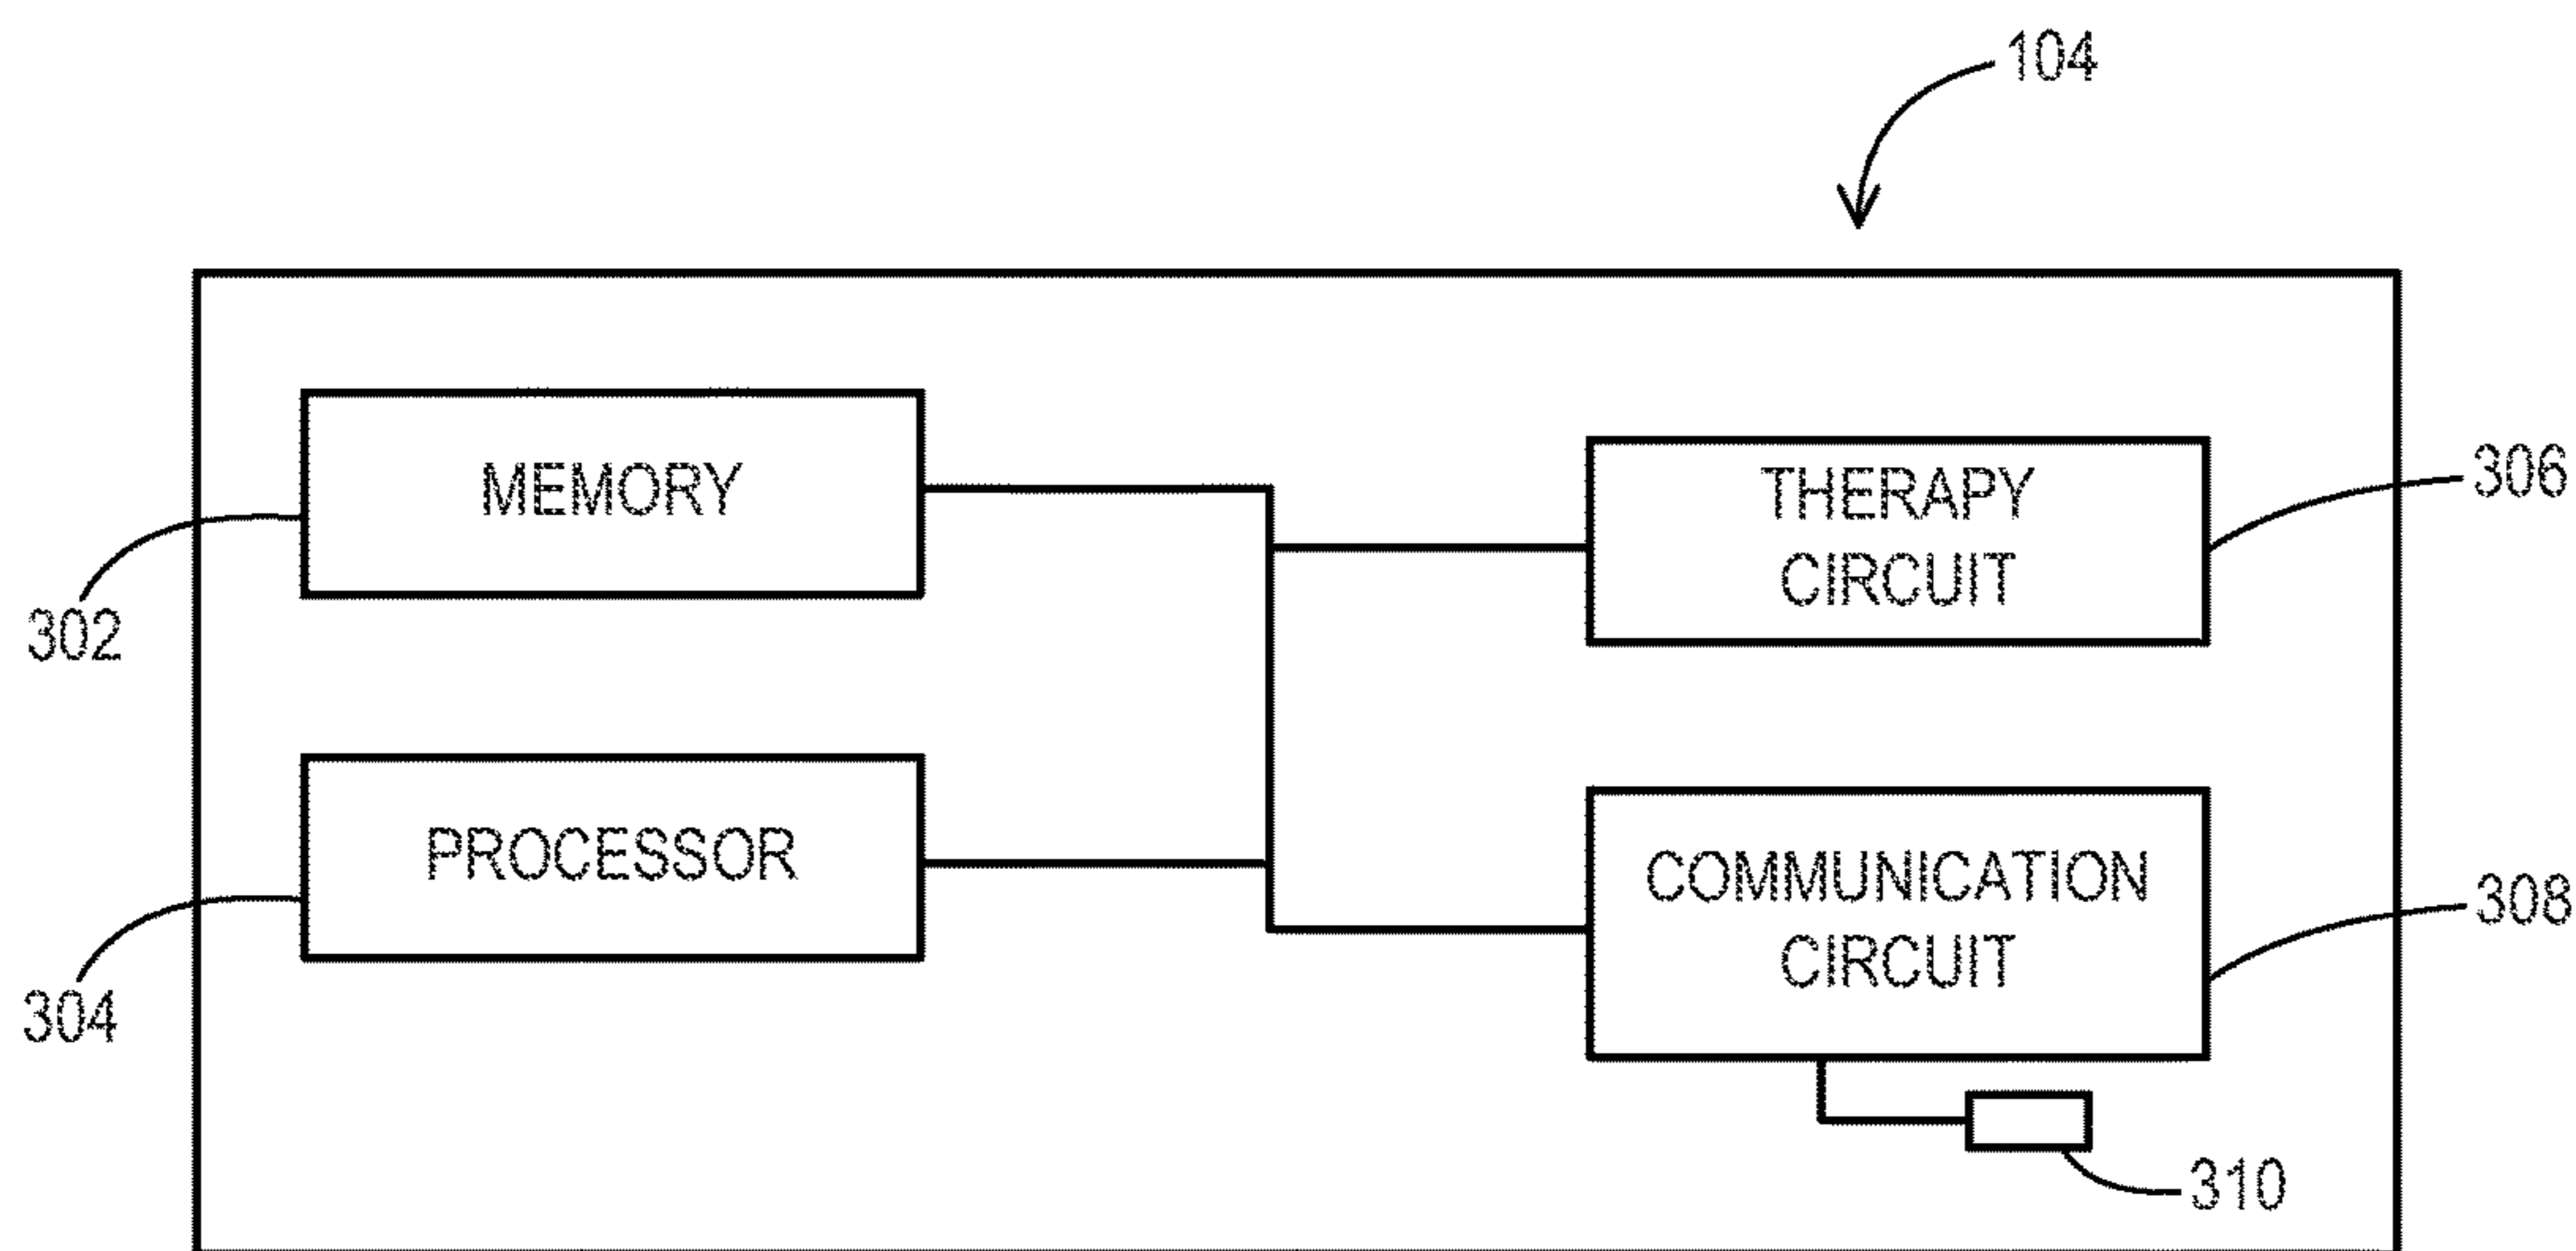 104
MEMORY
THERAPY
CIRCUIT
306
302
PROCESSOR
COMMUNICATION
CIRCUIT
308
304
310